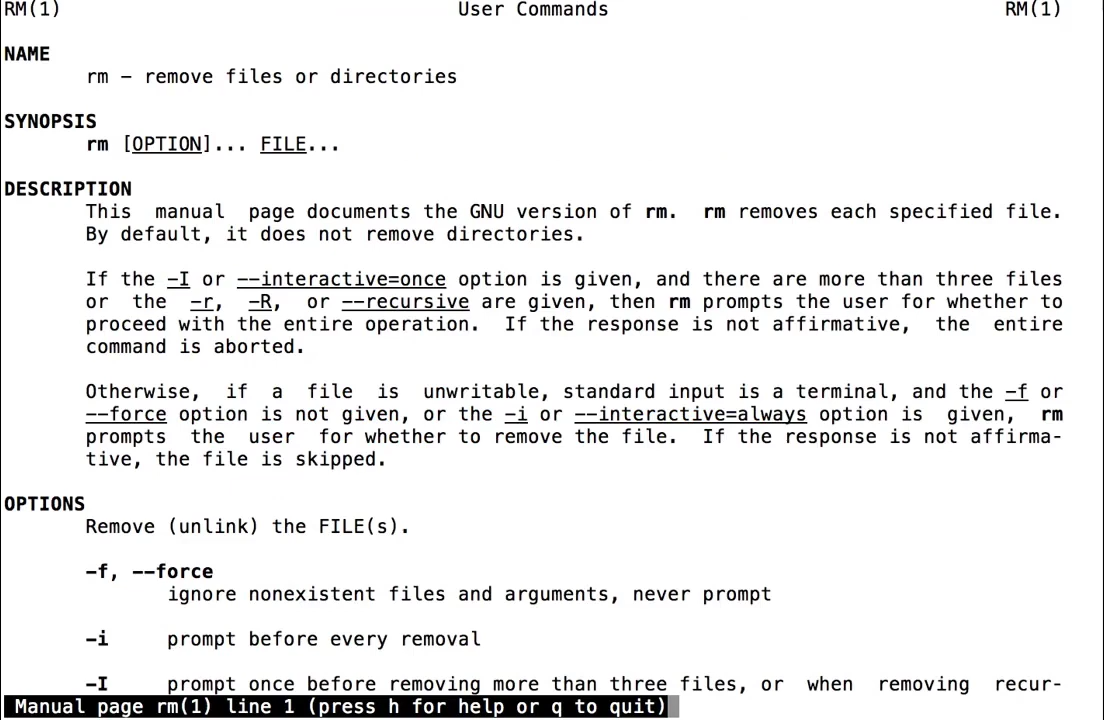 RM(1) User Commands RM(1)
NAME
rm – remove files or directories
SYNOPSIS
rm [OPTION]... FILE...
DESCRIPTION
This manual page documents the GNU version of rm. rm removes each specified file.
By default, it does not remove directories.
If the –I or --interactive=once option is given, and there are more than three files
or the –r, –R, or --recursive are given, then rm prompts the user for whether to
proceed with the entire operation. If the response is not affirmative, the entire
command is aborted.
Otherwise, if a file is unwritable, standard input is a terminal, and the –f or
--force option is not given, or the –i or --interactive=always option is given, rm
prompts the user for whether to remove the file. If the response is not affirma-
tive, the file is skipped.
OPTIONS
Remove (unlink) the FILE(s).
–f, --force
ignore nonexistent files and arguments, never prompt
–i prompt before every removal
–I prompt once before removing more than three files, or when removing recur-
Manual page rm(1) line 1 (press h for help or q to quit)